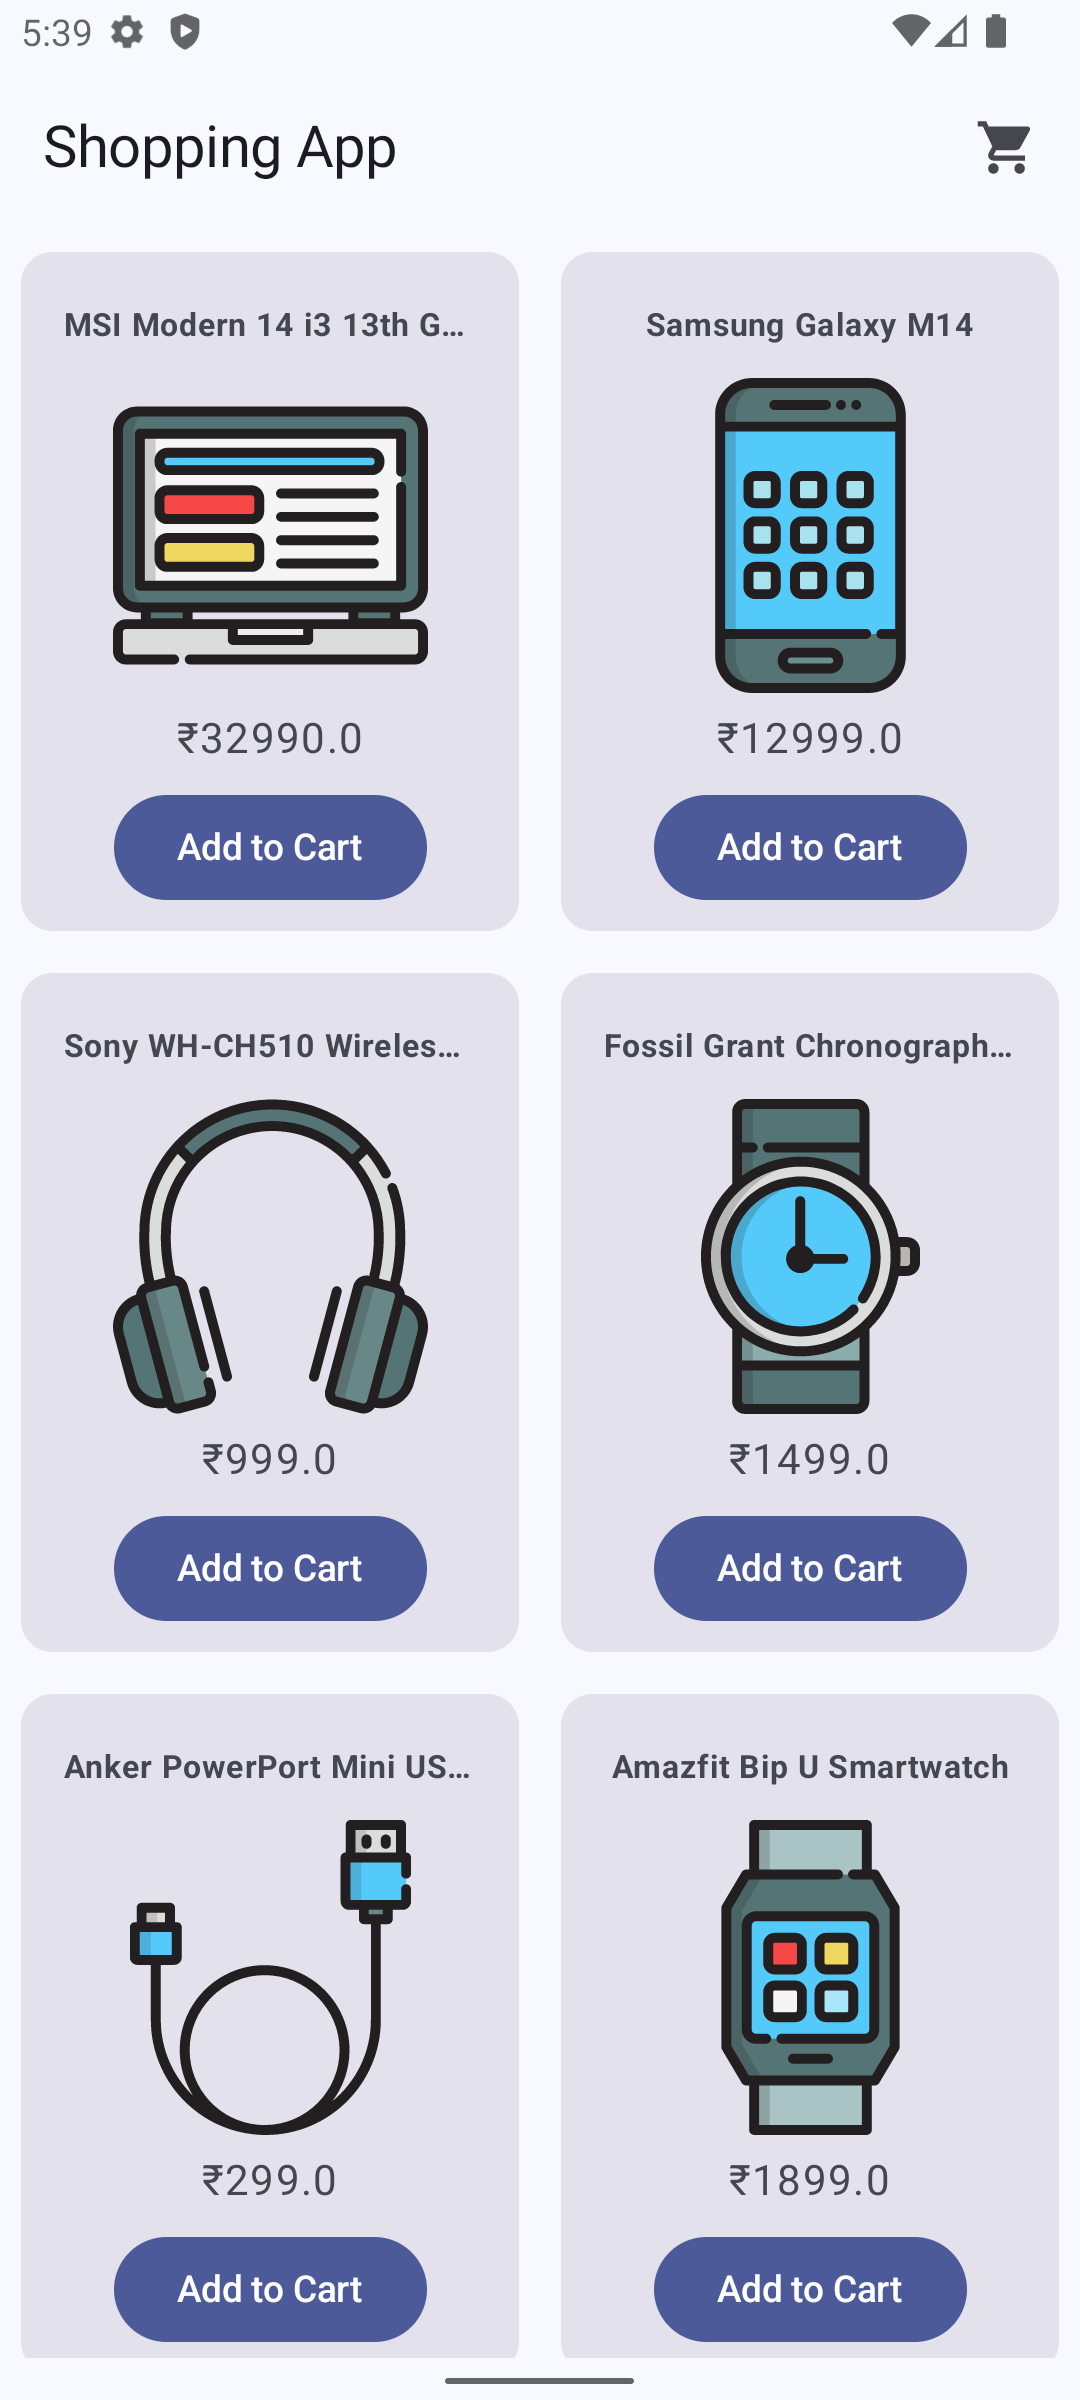 5:39
Shopping App
MSI Modern 14 i3 13th G...
Samsung Galaxy M14
₹32990.0
₹12999.0
Add to Cart
Add to Cart
Sony WH-CH510 Wireles...
Fossil Grant Chronograph...
₹999.0
₹1499.0
Add to Cart
Add to Cart
Anker PowerPort Mini US...
Amazfit Bip U Smartwatch
₹299.0
₹1899.0
Add to Cart
Add to Cart